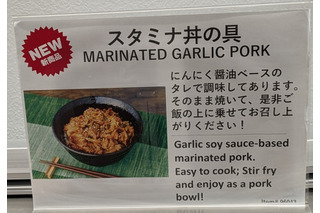 NEW
新商品
スタミナ丼の具
MARINATED GARLIC PORK
にんにく醤油ベースの
タレで調味してあります。
そのまま焼いて、是非ご
飯の上に乗せてお召し上
がりください！
Garlic soy sauce-based
marinated pork.
Easy to cook; Stir fry
and enjoy as a pork
bowl!